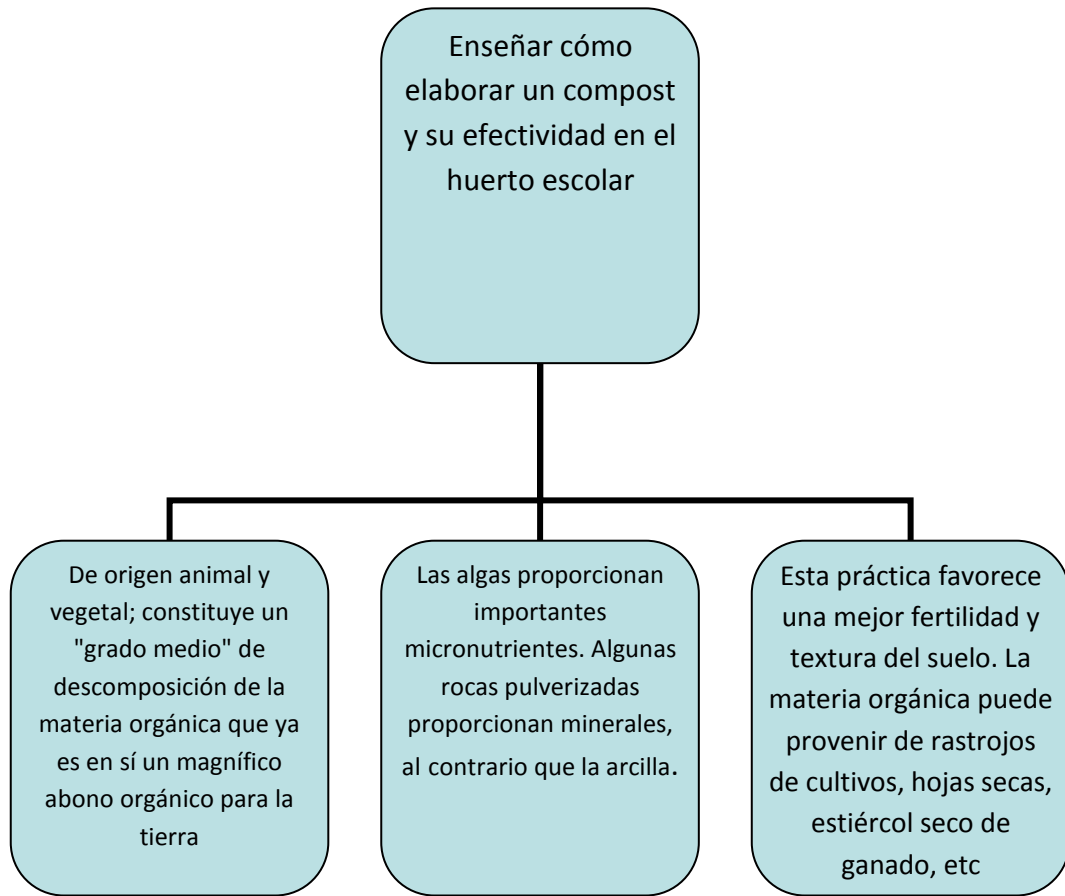 Enseñar cómo
elaborar un compost
y su efectividad en el
huerto escolar
De origen animal y
vegetal; constituye un
"grado medio" de
descomposición de la
materia orgánica que ya
es en sí un magnífico
abono orgánico para la
tierra
Las algas proporcionan
importantes
micronutrientes. Algunas
rocas pulverizadas
proporcionan minerales,
al contrario que la arcilla.
Esta práctica favorece
una mejor fertilidad y
textura del suelo. La
materia orgánica puede
provenir de rastrojos
de cultivos, hojas secas,
estiércol seco de
ganado, etc